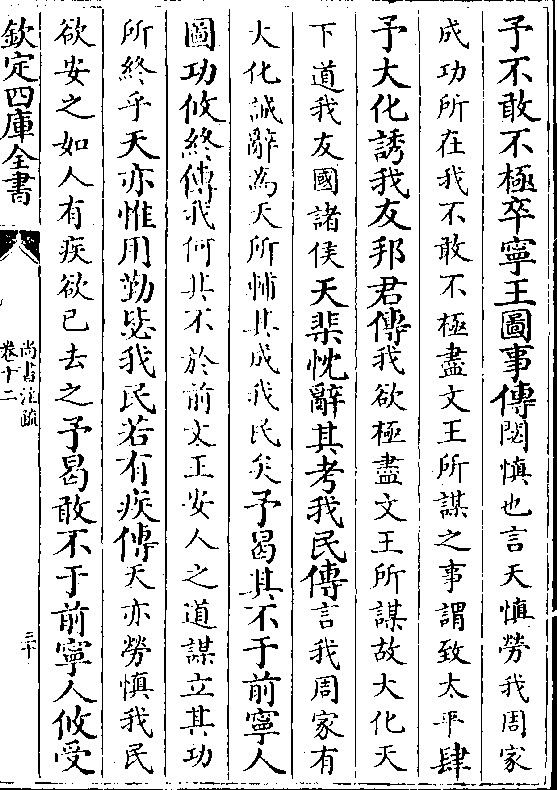 予不敢不極卒寧王圖事傳閟慎也言天慎勞我周家
成功所在我不敢不極盡文王所謀之事謂致太平肆
予大化誘我友邦君傳我欲極盡文王所謀故大化天
下道我友國諸侯天棐忱辭其考我民傳言我周家有
大化誠辭為天所輔其成我民矣予曷其不于前寧人
圖功攸終傳我何其不於前文王安人之道謀立其功
所終乎天亦惟用勤毖我民若有疾傳天亦勞慎我民
欲安之如人有疾欲已去之予曷敢不于前寧人攸受
欽定四庫全書
尚書注疏
卷十二
三十